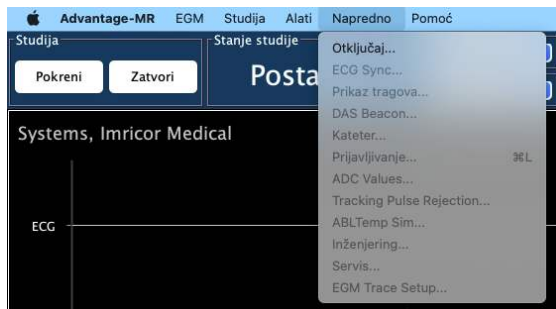 Advantage-MR EGM Studija Alati Napredno Pomoć
Studija
Pokreni Zatvori
Stanje studije
Posta
Otključaj...
ECG Sync...
Prikaz tragova...
DAS Beacon...
Kateter...
Prijavljivanje... ⌘L
ADC Values...
Tracking Pulse Rejection...
ABLTemp Sim...
Inženjering...
Servis...
EGM Trace Setup...
Systems, Imricor Medical
ECG